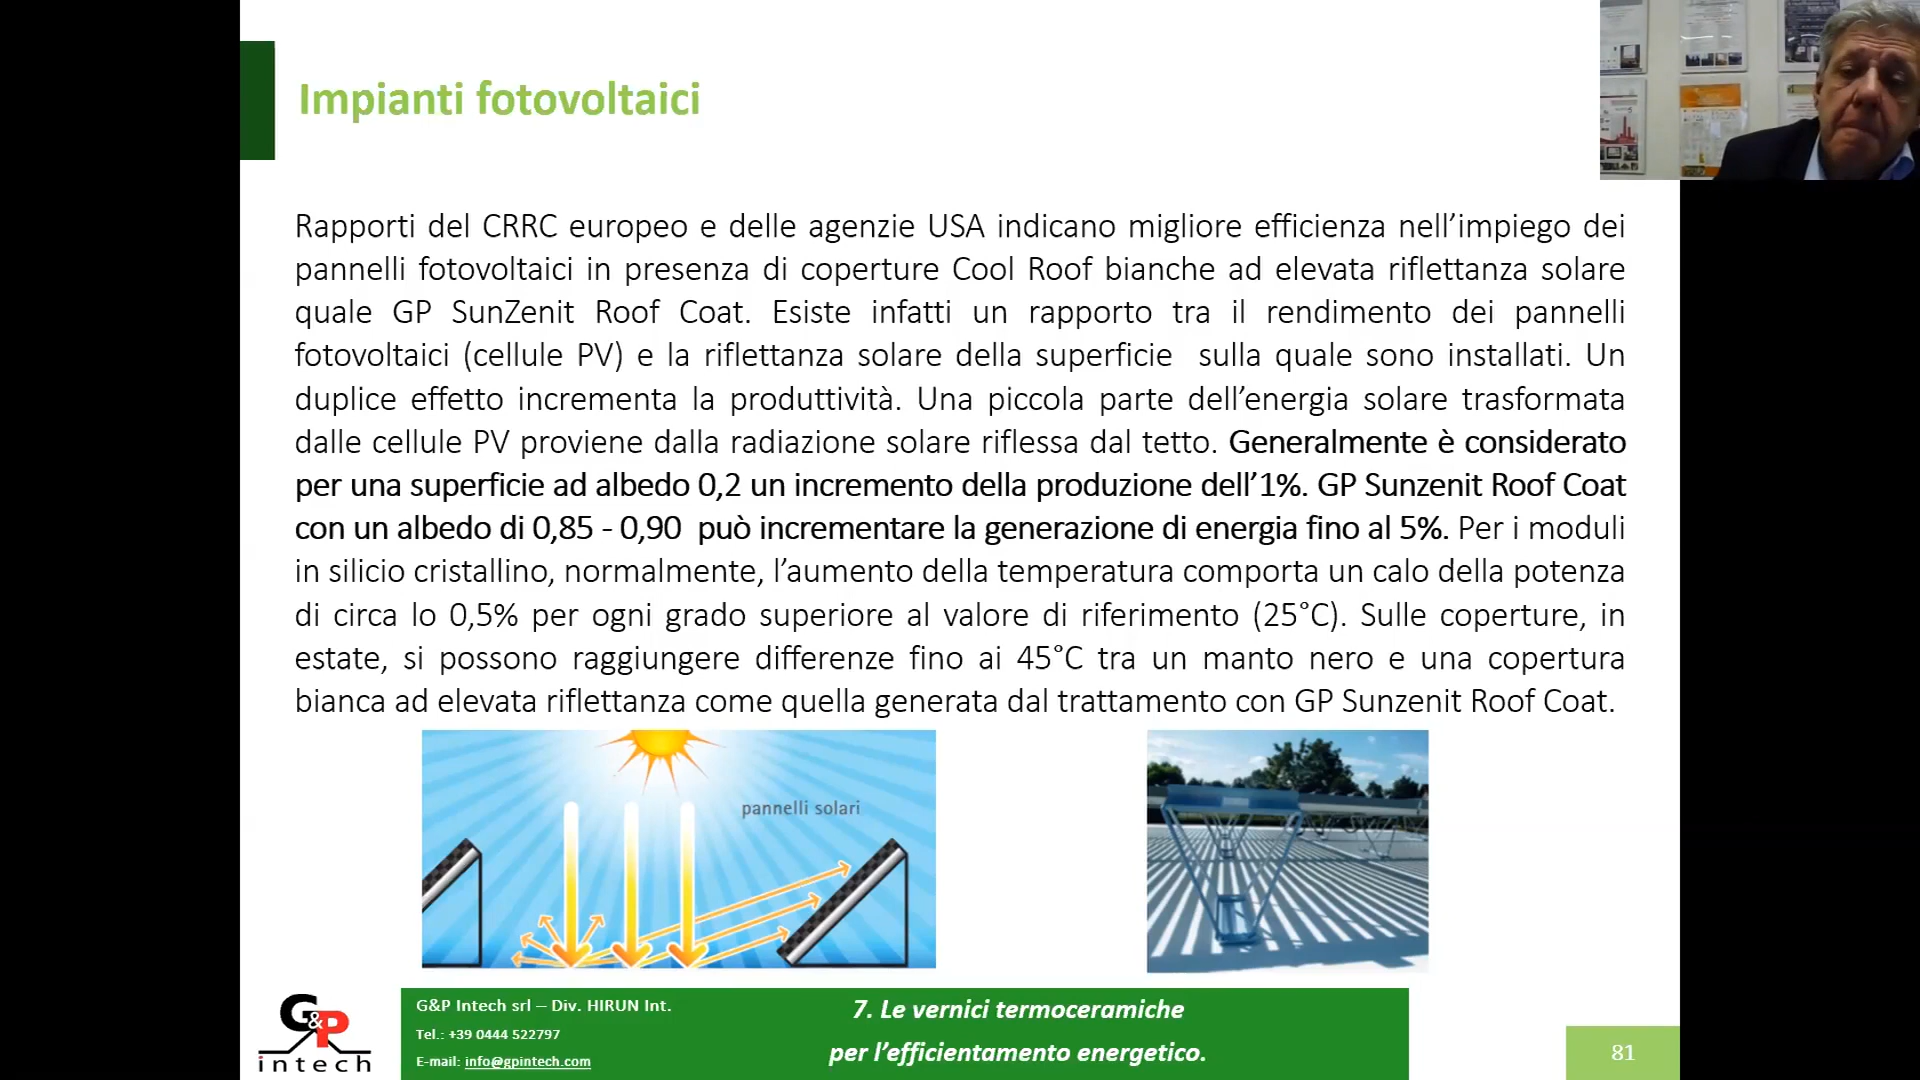 Impianti fotovoltaici
Rapporti del CRRC europeo e delle agenzie USA indicano migliore efficienza nell’impiego dei
pannelli fotovoltaici in presenza di coperture Cool Roof bianche ad elevata riflettanza solare
quale GP SunZenit Roof Coat. Esiste infatti un rapporto tra il rendimento dei pannelli
fotovoltaici (cellule PV) e la riflettanza solare della superficie sulla quale sono installati. Un
duplice effetto incrementa la produttività. Una piccola parte dell’energia solare trasformata
dalle cellule PV proviene dalla radiazione solare riflessa dal tetto. Generalmente è considerato
per una superficie ad albedo 0,2 un incremento della produzione dell’1%. GP Sunzenit Roof Coat
con un albedo di 0,85 - 0,90 può incrementare la generazione di energia fino al 5%. Per i moduli
in silicio cristallino, normalmente, l’aumento della temperatura comporta un calo della potenza
di circa lo 0,5% per ogni grado superiore al valore di riferimento (25°C). Sulle coperture, in
estate, si possono raggiungere differenze fino ai 45°C tra un manto nero e una copertura
bianca ad elevata riflettanza come quella generata dal trattamento con GP Sunzenit Roof Coat.
pannelli solari
G&P
intech
G&P Intech srl – Div. HIRUN Int.
Tel.: +39 0444 522797
E-mail: info@gpintech.com
7. Le vernici termoceramiche
per l’efficientamento energetico.
81